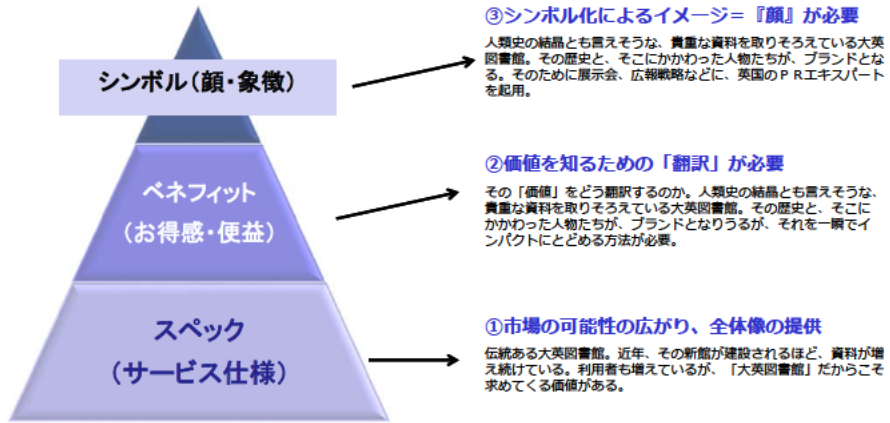 ③シンボル化によるイメージ＝『顔』が必要
人類史の結晶とも言えそうな、貴重な資料を取りそろえている大英
図書館。その歴史と、そこにかかわった人物たちが、ブランドとな
る。そのために展示会、広報戦略などに、英国のＰＲエキスパート
を起用。
シンボル（顔・象徴）
②価値を知るための「翻訳」が必要
その「価値」をどう翻訳するのか。人類史の結晶とも言えそうな、
貴重な資料を取りそろえている大英図書館。その歴史と、そこに
かかわった人物たちが、ブランドとなりうるが、それを一瞬でイ
ンパクトにとどめる方法が必要。
ベネフィット
（お得感・便益）
①市場の可能性の広がり、全体像の提供
伝統ある大英図書館。近年、その新館が建設されるほど、資料が増
え続けている。利用者も増えているが、「大英図書館」だからこそ
求めてくる価値がある。
スペック
（サービス仕様）